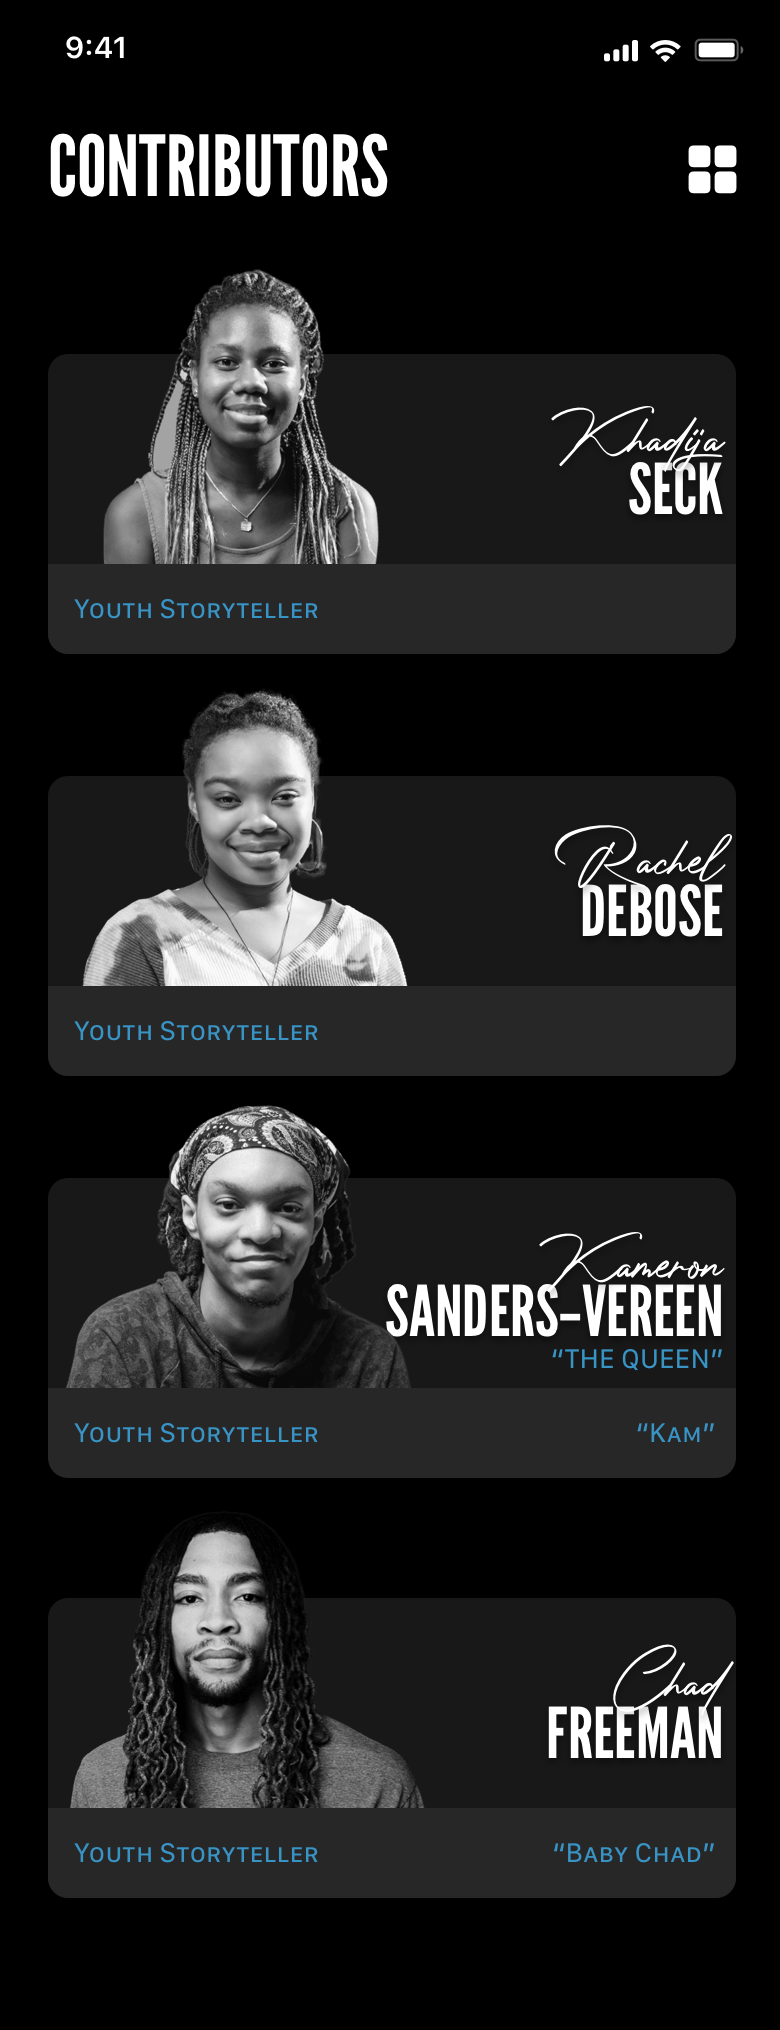 9:41
CONTRIBUTORS
Khadija
SECK
Youth Storyteller
Rachel
DEBOSE
Youth Storyteller
Kameron
SANDERS–VEREEN
“THE QUEEN”
Youth Storyteller “Kam”
Chad
FREEMAN
Youth Storyteller “Baby Chad”